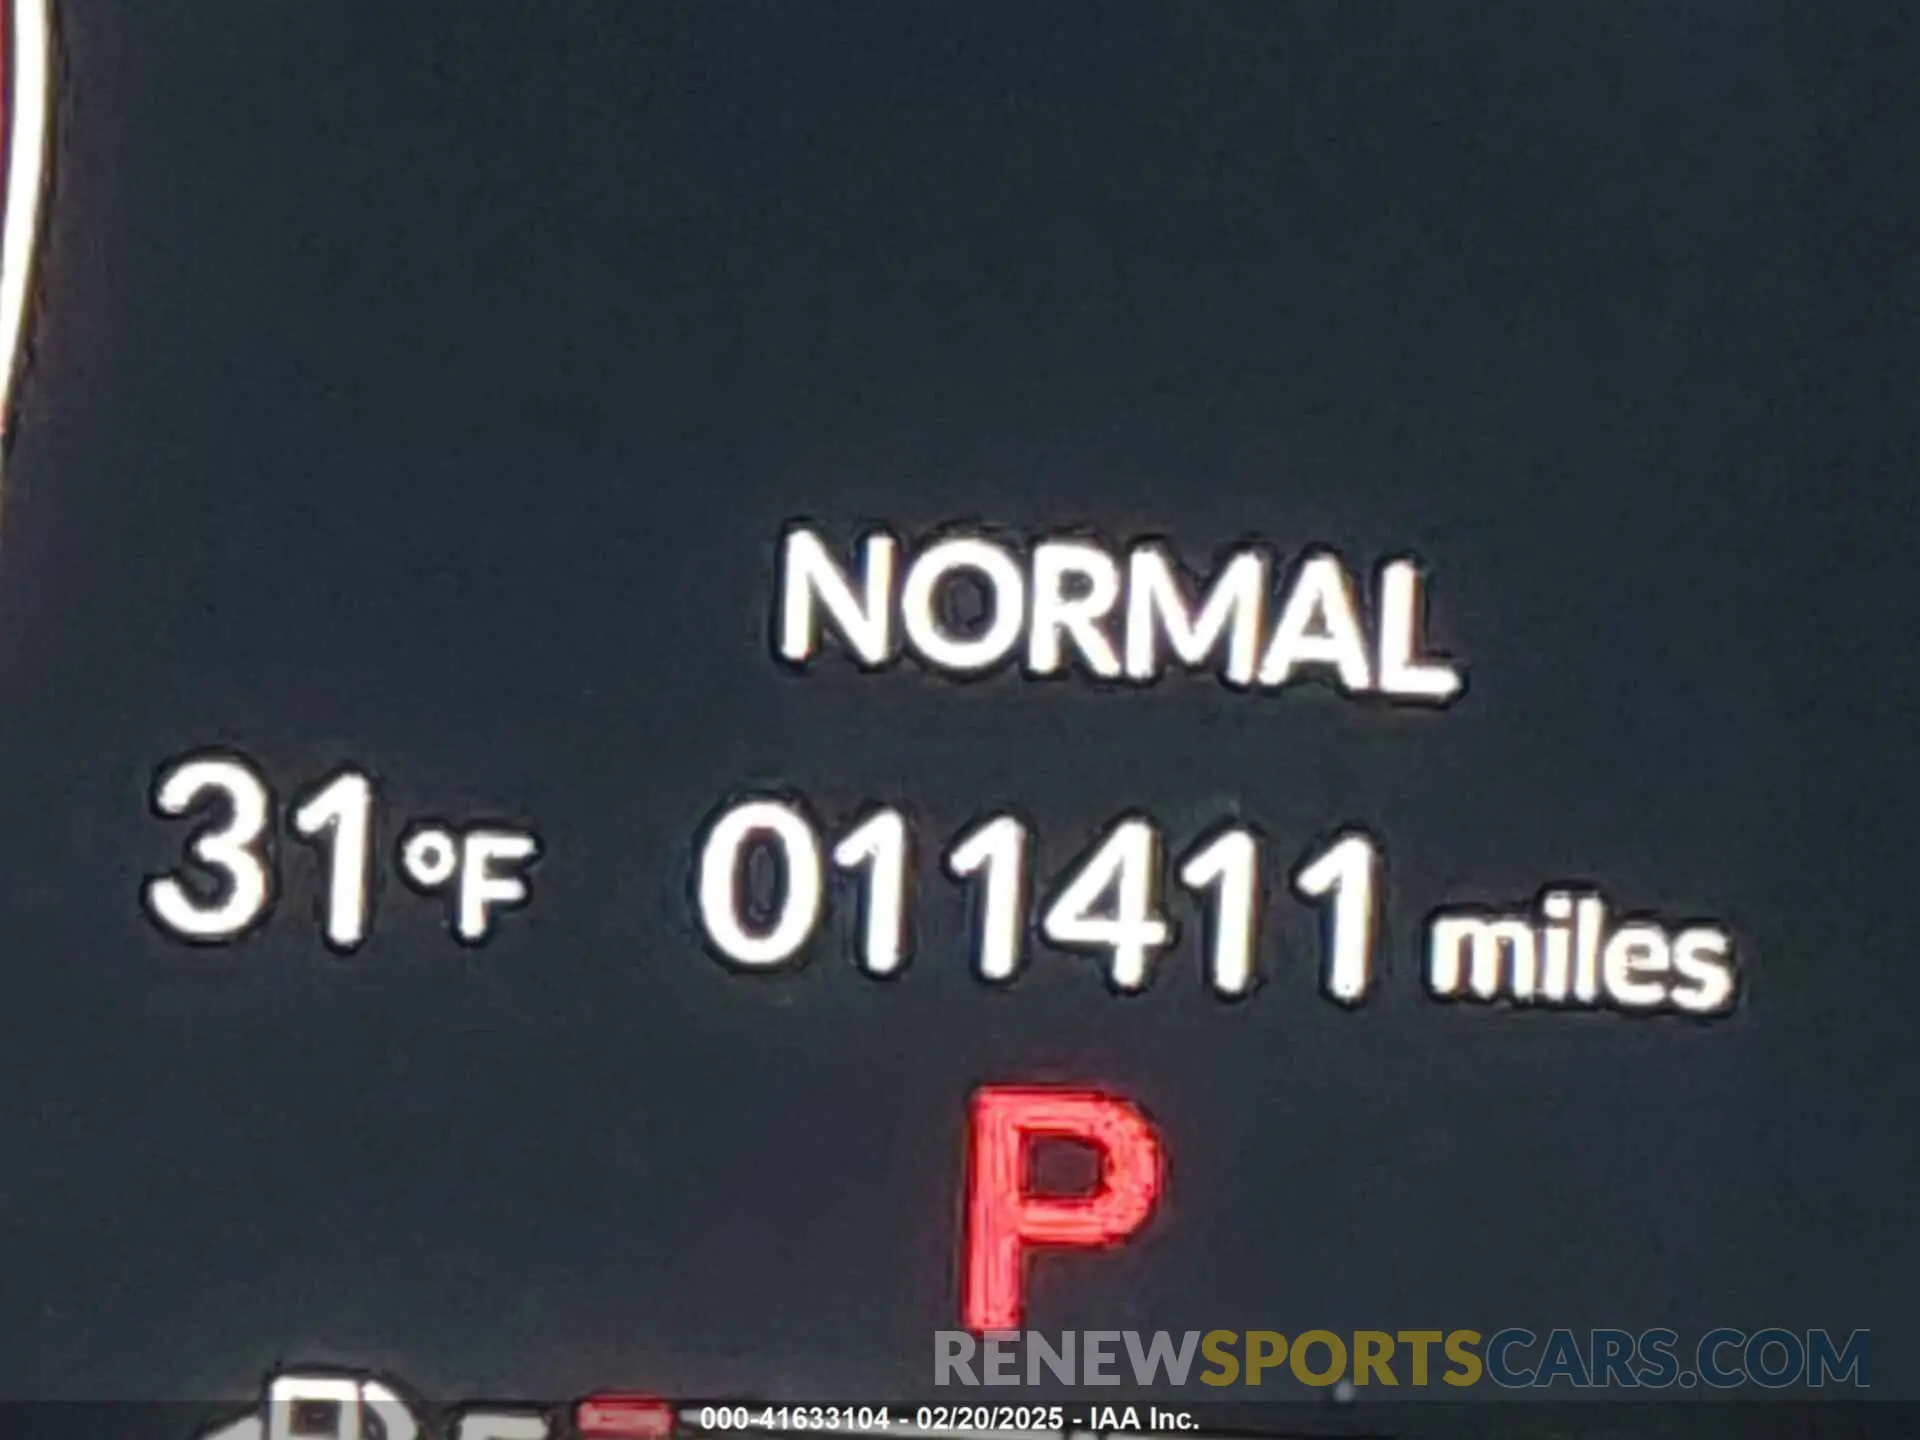 NORMAL
31°F 011411 miles
P
RENEWSPORTSCARS.COM
000-41633104 - 02/20/2025 - IAA Inc.